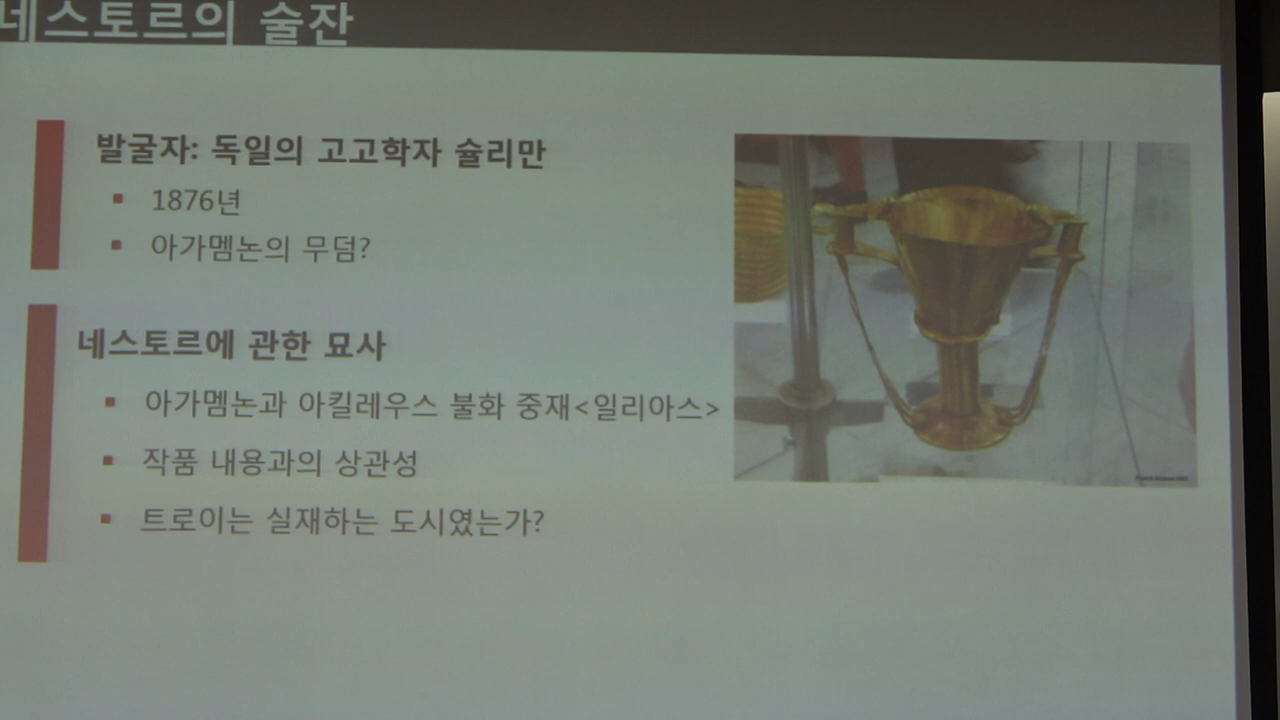 네스토르의 술잔
발굴자: 독일의 고고학자 슐리만
▪ 1876년
▪ 아가멤논의 무덤?
네스토르에 관한 묘사
▪ 아가멤논과 아킬레우스 불화 중재<일리아스>
▪ 작품 내용과의 상관성
▪ 트로이는 실재하는 도시였는가?